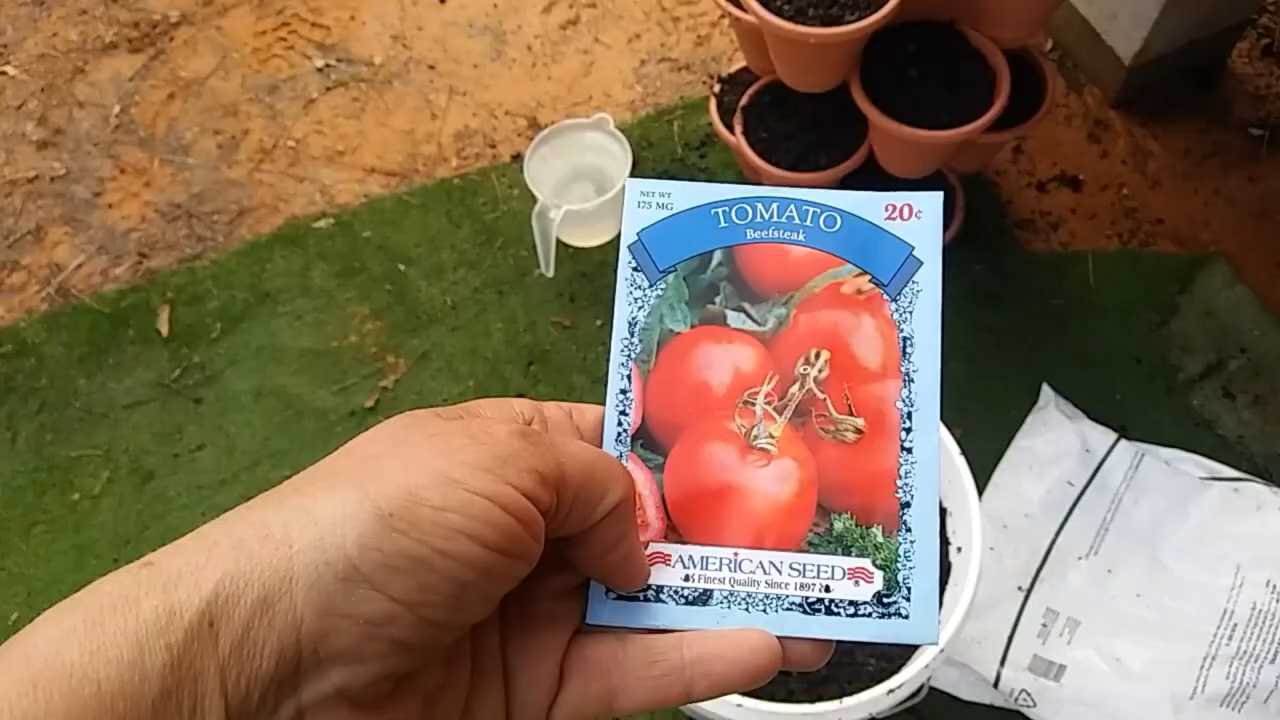 NET WT
175 MG
20¢
TOMATO
Beefsteak
AMERICAN SEED®
Finest Quality Since 1897